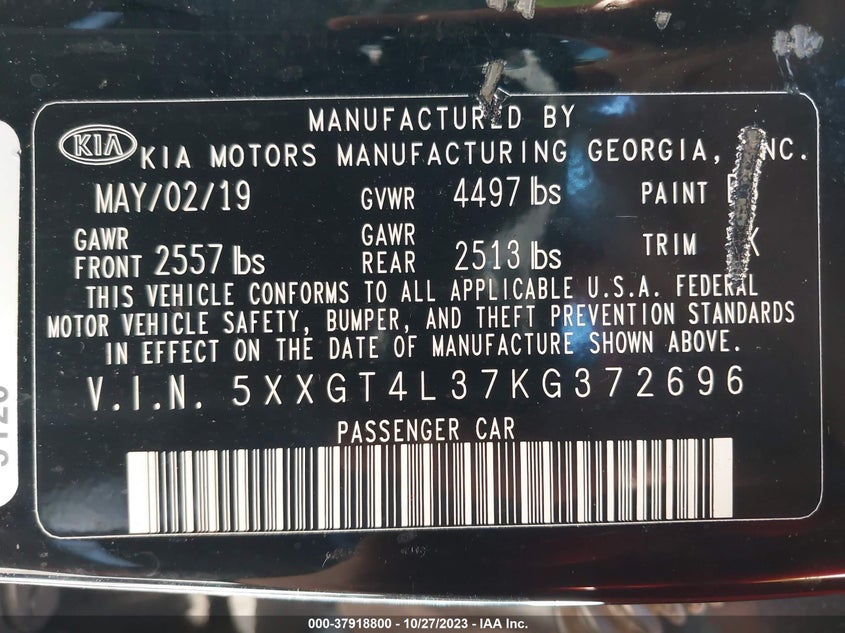 MANUFACTURED BY
KIA KIA MOTORS MANUFACTURING GEORGIA, INC.
MAY/02/19 GVWR 4497 lbs PAINT
GAWR FRONT 2557 lbs GAWR REAR 2513 lbs TRIM
THIS VEHICLE CONFORMS TO ALL APPLICABLE U.S.A. FEDERAL
MOTOR VEHICLE SAFETY, BUMPER, AND THEFT PREVENTION STANDARDS
IN EFFECT ON THE DATE OF MANUFACTURE SHOWN ABOVE.
V.I.N. 5XXGT4L37KG372696
PASSENGER CAR
000-37918800 - 10/27/2023 - IAA Inc.